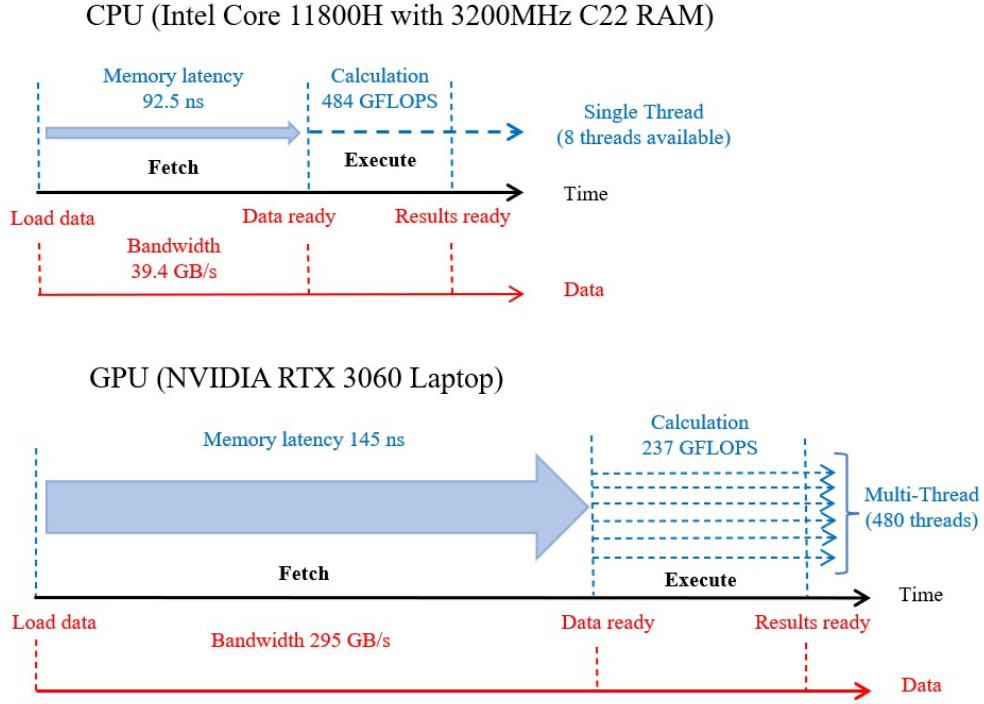 CPU (Intel Core 11800H with 3200MHz C22 RAM)
Memory latency
92.5 ns
Calculation
484 GFLOPS
Single Thread
(8 threads available)
Fetch
Execute
Time
Load data
Data ready
Results ready
Bandwidth
39.4 GB/s
Data
GPU (NVIDIA RTX 3060 Laptop)
Memory latency 145 ns
Calculation
237 GFLOPS
Multi-Thread
(480 threads)
Fetch
Execute
Time
Load data
Bandwidth 295 GB/s
Data ready
Results ready
Data